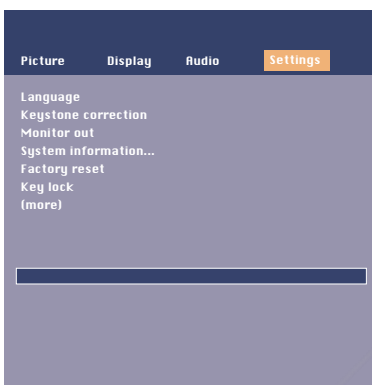 Picture Display Audio Settings
Language
Keystone correction
Monitor out
System information...
Factory reset
Key lock
(more)